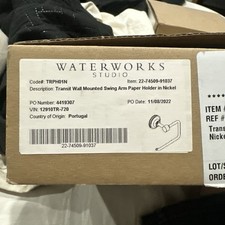 WATERWORKS
STUDIO
Code#: TRPH01N
Item: 22-74509-91037
Description: Transit Wall Mounted Swing Arm Paper Holder in Nickel
PO Number: 4419307
PO Date: 11/08/2022
V/N: 12910TR-720
Country of Origin: Portugal
22-74509-91037
ITEM #
REF #
Trans
Nicke
LOT/S
ORDE